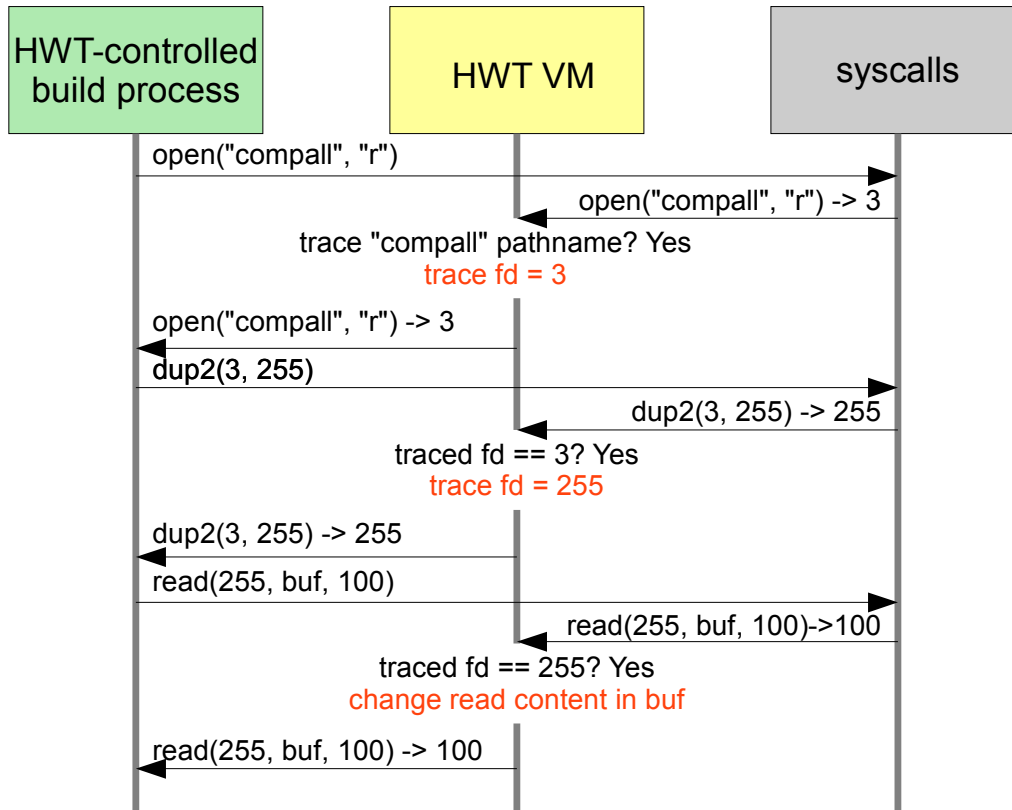 HWT-controlled
build process
HWT VM
syscalls
open("compall", "r")
open("compall", "r") -> 3
trace "compall" pathname? Yes
trace fd = 3
open("compall", "r") -> 3
dup2(3, 255)
dup2(3, 255) -> 255
traced fd == 3? Yes
trace fd = 255
dup2(3, 255) -> 255
read(255, buf, 100)
read(255, buf, 100)->100
traced fd == 255? Yes
change read content in buf
read(255, buf, 100) -> 100